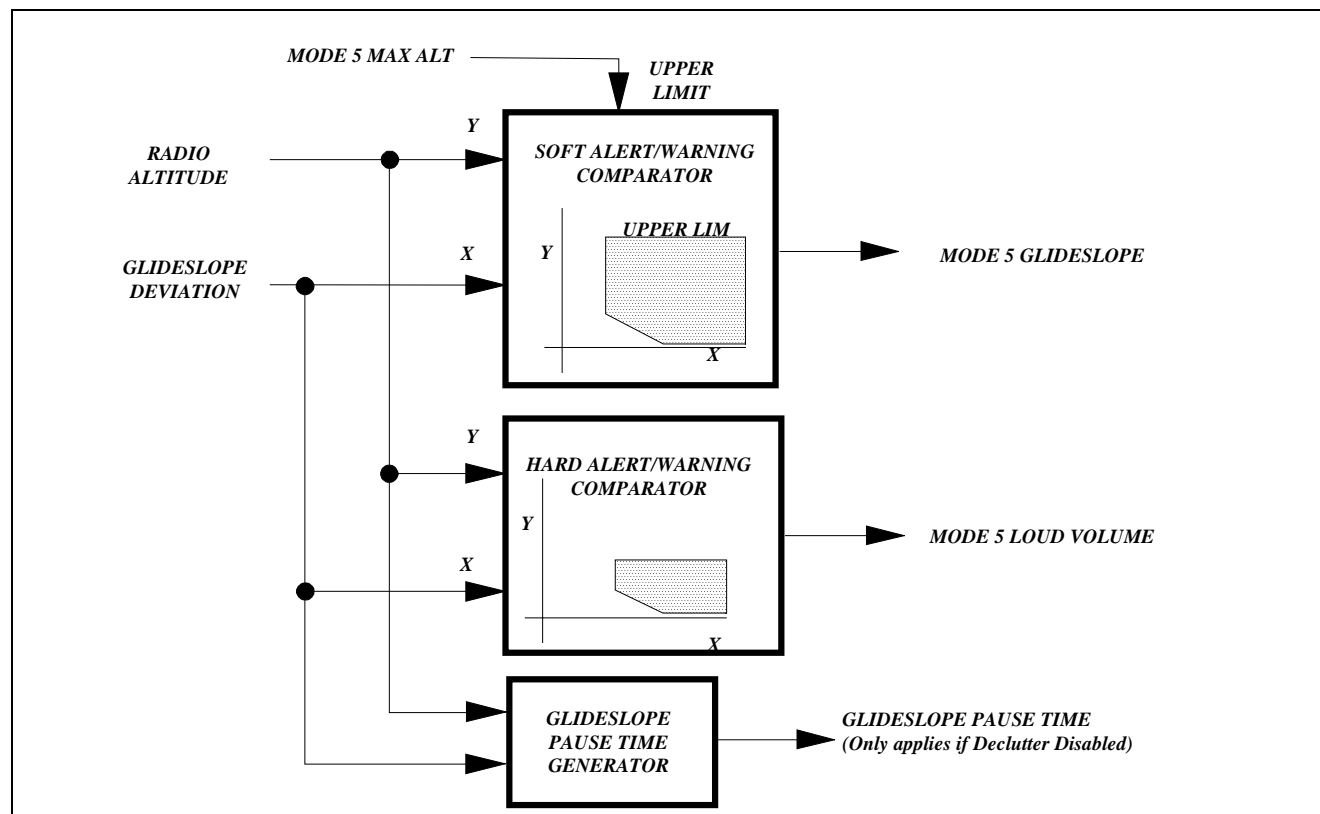 MODE 5 MAX ALT
UPPER
LIMIT
Y
RADIO
ALTITUDE
SOFT ALERT/WARNING
COMPARATOR
UPPER LIM
Y
X
GLIDESLOPE
DEVIATION
X
MODE 5 GLIDESLOPE
Y
HARD ALERT/WARNING
COMPARATOR
Y
X
X
MODE 5 LOUD VOLUME
GLIDESLOPE
PAUSE TIME
GENERATOR
GLIDESLOPE PAUSE TIME
(Only applies if Declutter Disabled)